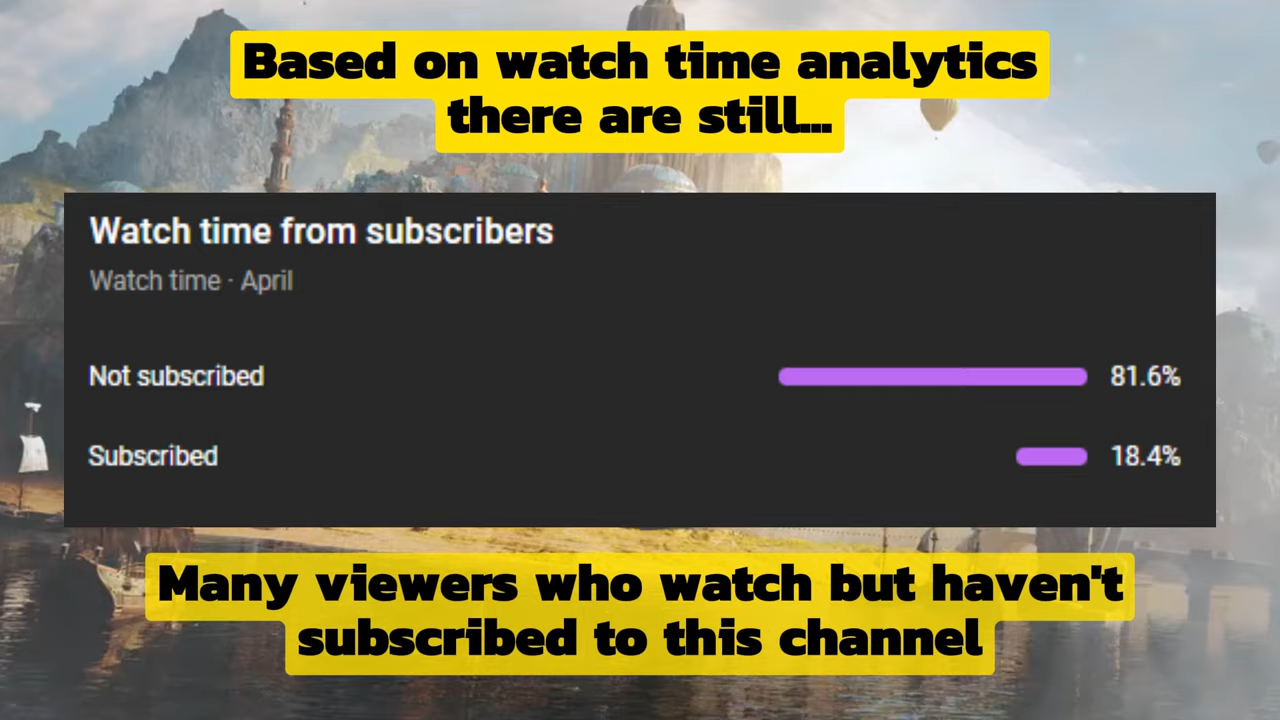 Based on watch time analytics
there are still...
Watch time from subscribers
Watch time · April
Not subscribed 81.6%
Subscribed 18.4%
Many viewers who watch but haven't
subscribed to this channel